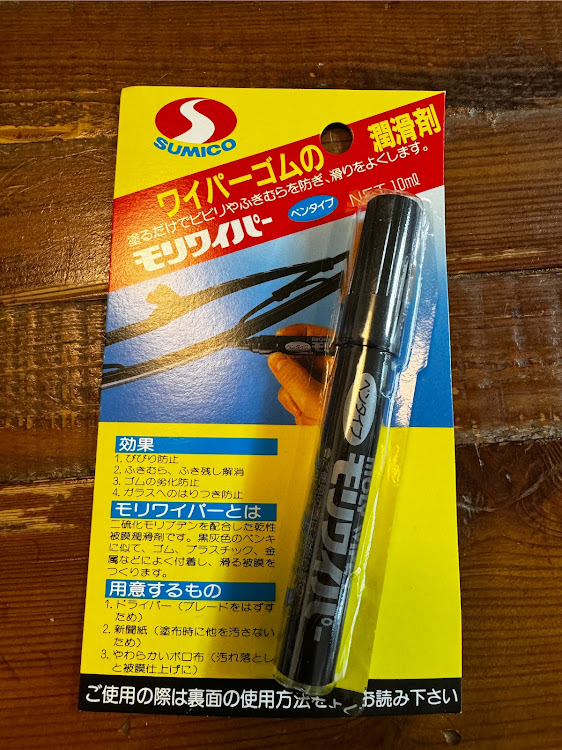 SUMICO
ワイパーゴムの 潤滑剤
塗るだけでビビリやふきむらを防ぎ、滑りをよくします。
モリワイパー ペンタイプ NET 10mℓ
効果
1. びびり防止
2. ふきむら、ふき残し解消
3. ゴムの劣化防止
4. ガラスへのはりつき防止
モリワイパーとは
二硫化モリブデンを配合した乾性
被膜潤滑剤です。黒灰色のペンキ
に似て、ゴム、プラスチック、金
属などによく付着し、滑る被膜を
つくります。
用意するもの
1. ドライバー（ブレードをはずす
ため）
2. 新聞紙（塗布時に他を汚さない
ため）
3. やわらかいボロ布（汚れ落とし
と被膜仕上げに）
ペンタイプ
モリワイパー
ご使用の際は裏面の使用方法を お読み下さい